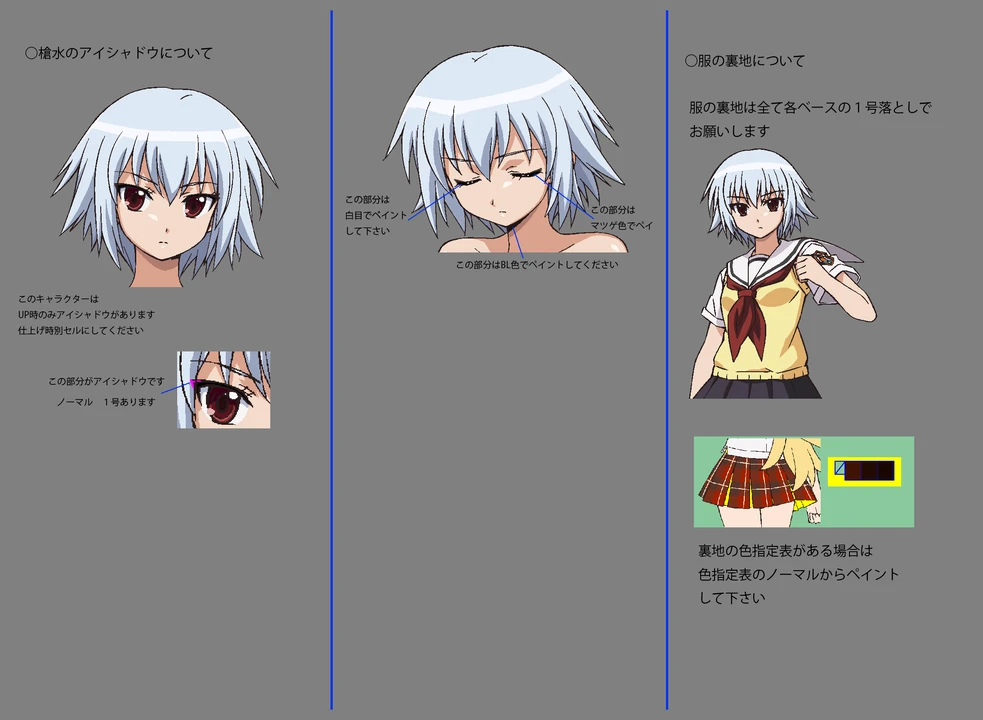 ○槍水のアイシャドウについて
このキャラクターは
UP時のみアイシャドウがあります
仕上げ時別セルにしてください
この部分がアイシャドウです
ノーマル　１号あります
この部分は
白目でペイント
して下さい
この部分は
マツゲ色でペイ
この部分はBL色でペイントしてください
○服の裏地について
服の裏地は全て各ベースの１号落としで
お願いします
裏地の色指定表がある場合は
色指定表のノーマルからペイント
して下さい